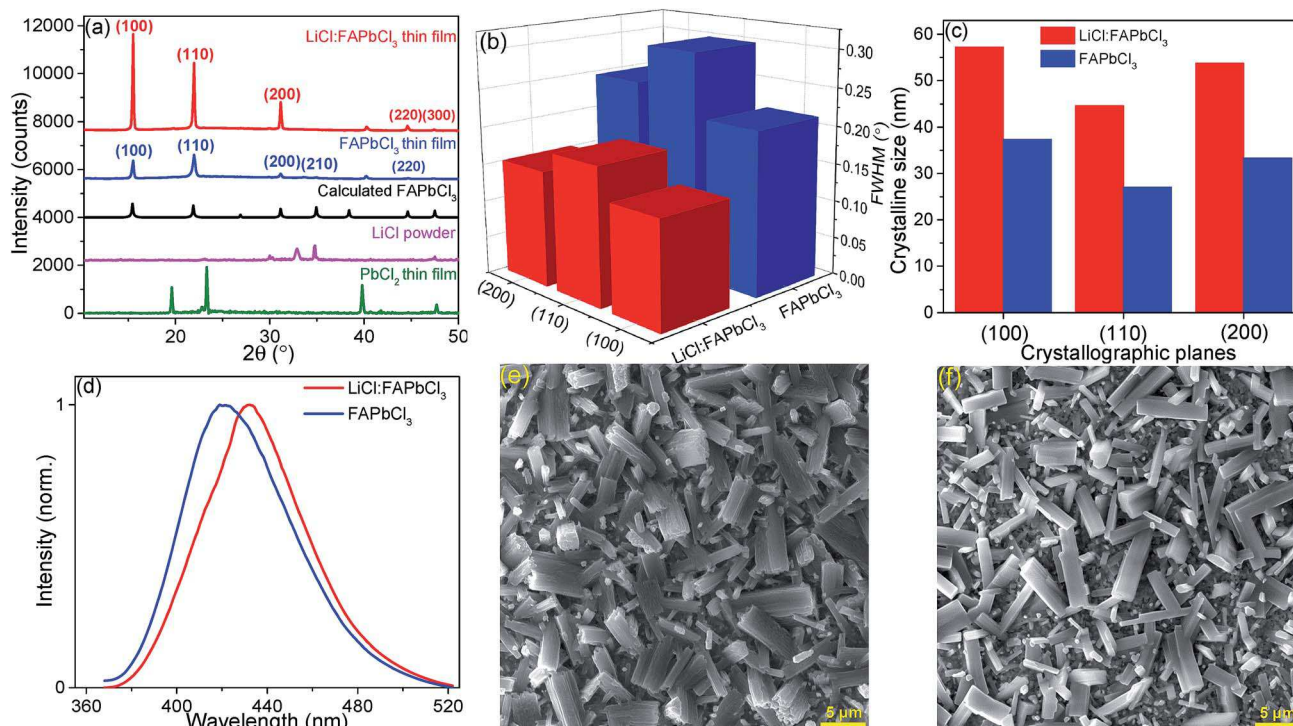 (a)
12000
10000
8000
6000
4000
2000
0
Intensity (counts)
(100)
(110)
(200)
(220)(300)
LiCl:FAPbCl₃ thin film
FAPbCl₃ thin film
(100)
(110)
(200) (210)
(220)
Calculated FAPbCl₃
LiCl powder
PbCl₂ thin film
20 30 40 50
2θ (°)
(b)
0.30
0.25
0.20
0.15
0.10
0.05
0.00
FWHM (°)
(200)
(110)
(100)
LiCl:FAPbCl₃
FAPbCl₃
(c)
LiCl:FAPbCl₃
FAPbCl₃
60
50
40
30
20
10
0
Crystalline size (nm)
(100) (110) (200)
Crystallographic planes
(d)
LiCl:FAPbCl₃
FAPbCl₃
1
0
Intensity (norm.)
360 400 440 480 520
Wavelength (nm)
(e)
5 µm
(f)
5 µm